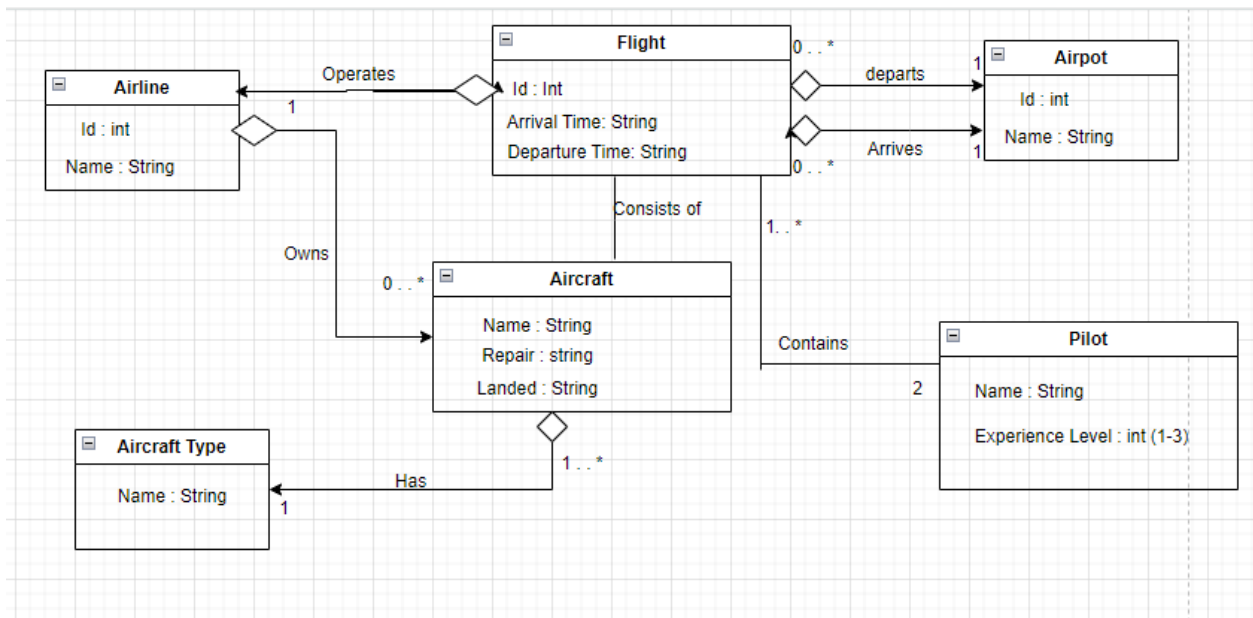 Flight
Id : Int
Arrival Time: String
Departure Time: String
Airline
Id : int
Name : String
Operates
1
0 . . *
departs
1
Arrives
1
0 . . *
Airpot
Id : int
Name : String
Consists of
1. . *
Owns
0 . . *
Aircraft
Name : String
Repair : string
Landed : String
Contains
2
Pilot
Name : String
Experience Level : int (1-3)
Aircraft Type
Name : String
Has
1 . . *
1